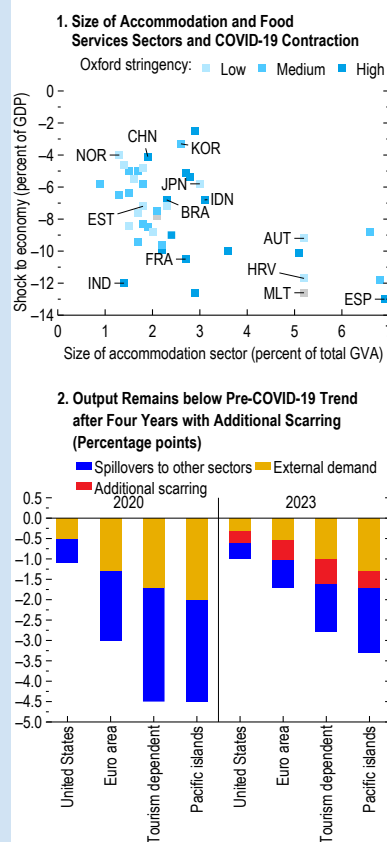 1. Size of Accommodation and Food
Services Sectors and COVID-19 Contraction
Oxford stringency: Low Medium High
0
–2
–4
–6
–8
–10
–12
–14
Shock to economy (percent of GDP)
CHN
KOR
NOR
JPN
IDN
EST
BRA
AUT
FRA
HRV
IND
MLT
ESP
0 1 2 3 4 5 6 7
Size of accommodation sector (percent of total GVA)
2. Output Remains below Pre-COVID-19 Trend
after Four Years with Additional Scarring
(Percentage points)
Spillovers to other sectors External demand
Additional scarring
2020 2023
0.5
0.0
–0.5
–1.0
–1.5
–2.0
–2.5
–3.0
–3.5
–4.0
–4.5
–5.0
United States
Euro area
Tourism dependent
Pacific islands
United States
Euro area
Tourism dependent
Pacific islands